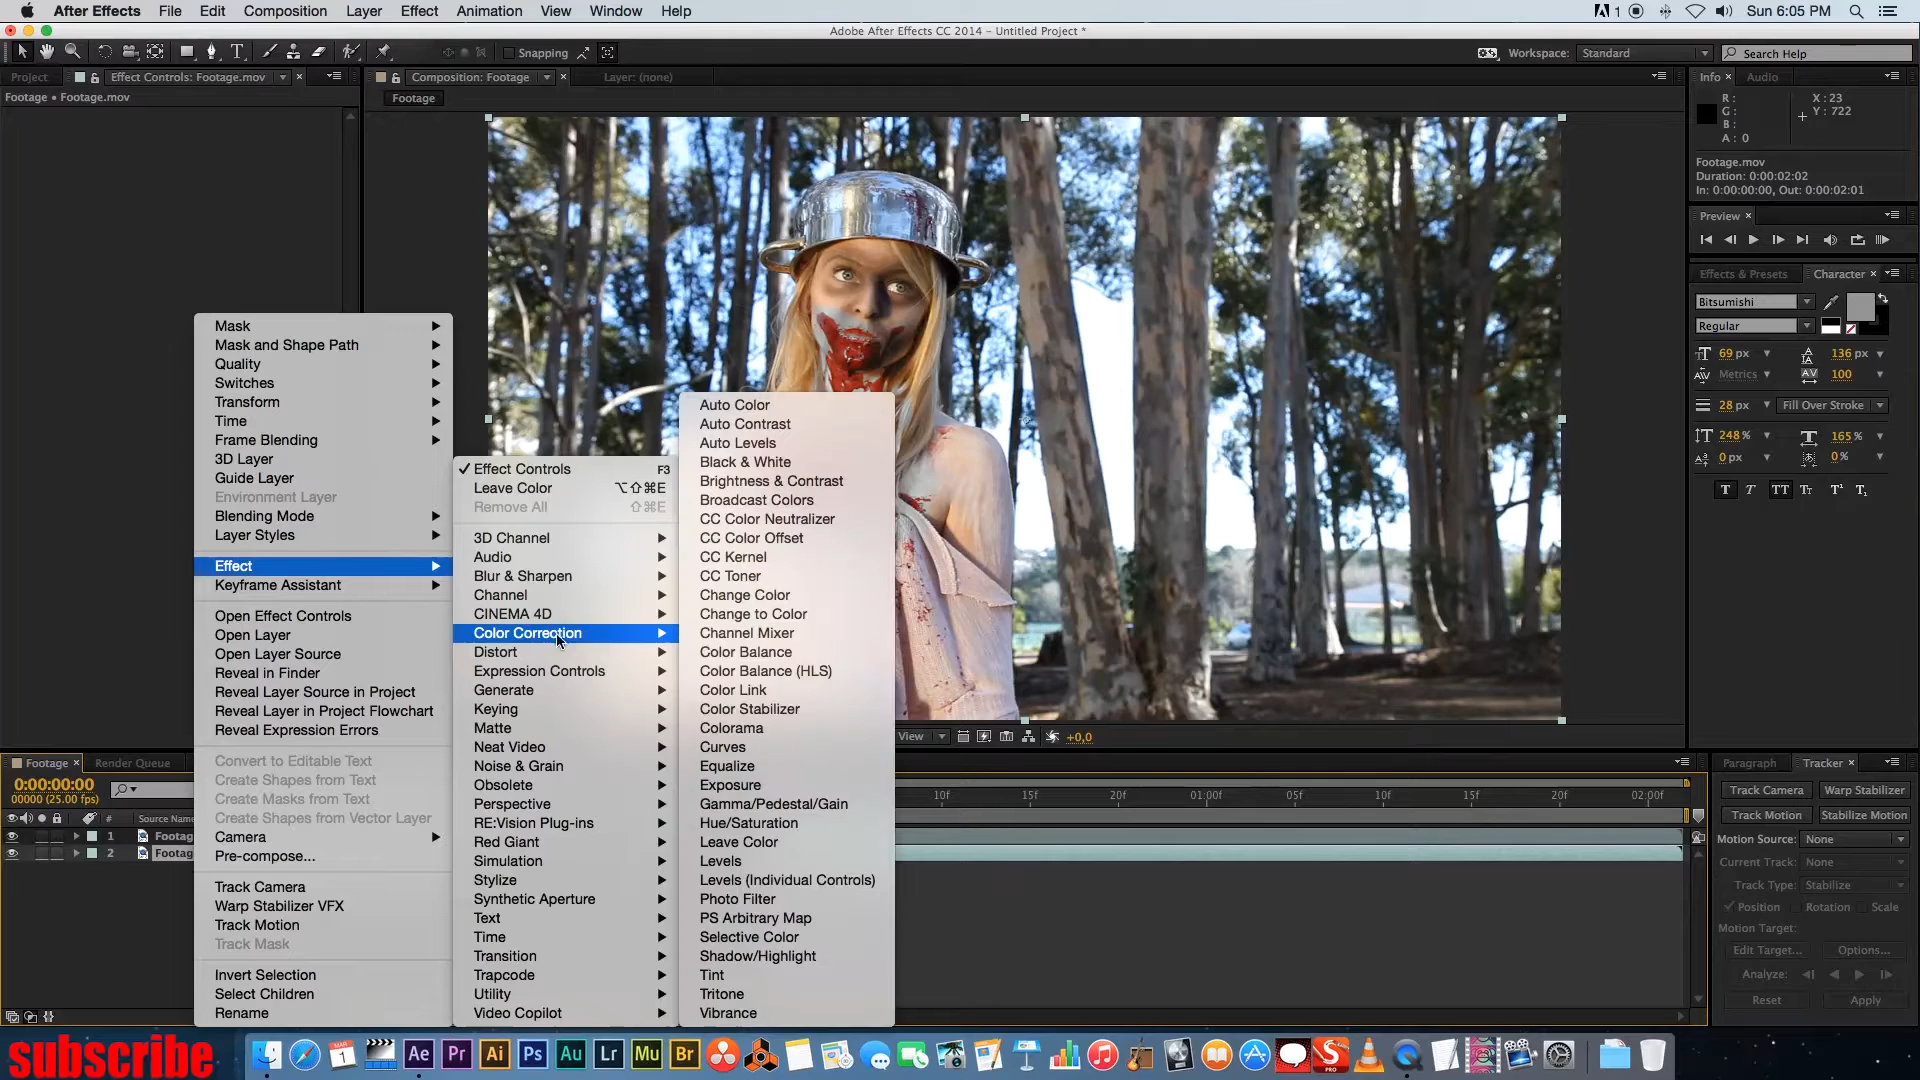 After Effects File Edit Composition Layer Effect Animation View Window Help
1 Sun 6:05 PM
Adobe After Effects CC 2014 – Untitled Project *
Snapping
Workspace: Standard
Search Help
Project Effect Controls: Footage.mov
Composition: Footage Layer: (none)
Info Audio
Footage • Footage.mov
Footage
R:
G:
B:
A: 0
X: 23
Y: 722
Footage.mov
Duration: 0:00:02:02
In: 0:00:00:00, Out: 0:00:02:01
Preview
Effects & Presets Character
Bitsumishi
Regular
69 px
136 px
Metrics
100
28 px
Fill Over Stroke
248 %
165 %
0 px
0 %
Mask
Mask and Shape Path
Quality
Switches
Transform
Time
Frame Blending
3D Layer
Guide Layer
Environment Layer
Blending Mode
Layer Styles
Effect
Keyframe Assistant
Open Effect Controls
Open Layer
Open Layer Source
Reveal in Finder
Reveal Layer Source in Project
Reveal Layer in Project Flowchart
Reveal Expression Errors
Convert to Editable Text
Create Shapes from Text
Create Masks from Text
Create Shapes from Vector Layer
Camera
Pre-compose...
Track Camera
Warp Stabilizer VFX
Track Motion
Track Mask
Invert Selection
Select Children
Rename
Effect Controls F3
Leave Color ⌥⇧⌘E
Remove All ⇧⌘E
3D Channel
Audio
Blur & Sharpen
Channel
CINEMA 4D
Color Correction
Distort
Expression Controls
Generate
Keying
Matte
Neat Video
Noise & Grain
Obsolete
Perspective
RE:Vision Plug-ins
Red Giant
Simulation
Stylize
Synthetic Aperture
Text
Time
Transition
Trapcode
Utility
Video Copilot
Auto Color
Auto Contrast
Auto Levels
Black & White
Brightness & Contrast
Broadcast Colors
CC Color Neutralizer
CC Color Offset
CC Kernel
CC Toner
Change Color
Change to Color
Channel Mixer
Color Balance
Color Balance (HLS)
Color Link
Color Stabilizer
Colorama
Curves
Equalize
Exposure
Gamma/Pedestal/Gain
Hue/Saturation
Leave Color
Levels
Levels (Individual Controls)
Photo Filter
PS Arbitrary Map
Selective Color
Shadow/Highlight
Tint
Tritone
Vibrance
View
+0,0
Footage Render Queue
0:00:00:00
00000 (25.00 fps)
# Source Name
1 Footag
2 Footag
10f 15f 20f 01:00f 05f 10f 15f 20f 02:00f
Paragraph Tracker
Track Camera Warp Stabilizer
Track Motion Stabilize Motion
Motion Source: None
Current Track: None
Track Type: Stabilize
Position Rotation Scale
Motion Target:
Edit Target... Options...
Analyze:
Reset Apply
subscribe
MAR 1
Ae Pr Ai Ps Au Lr Mu Br
PRO